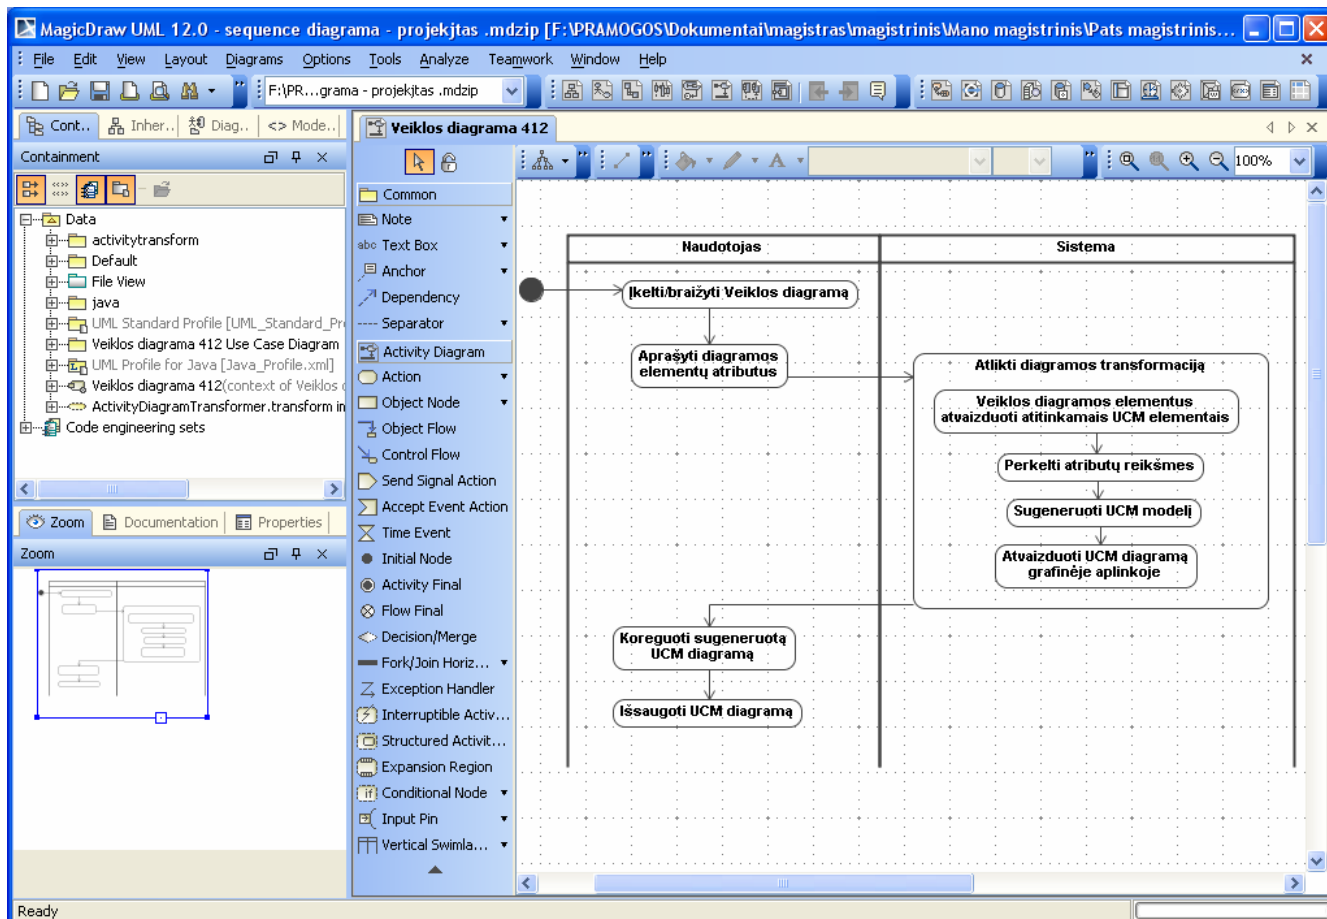 MagicDraw UML 12.0 - sequence diagrama - projekjtas .mdzip [F:\PRAMOGOS\Dokumentai\magistras\magistrinis\Mano magistrinis\Pats magistrinis...
File Edit View Layout Diagrams Options Tools Analyze Teamwork Window Help
F:\PR...grama - projekjtas .mdzip
Cont.. Inher.. Diag.. <> Mode..
Containment
Data
activitytransform
Default
File View
java
UML Standard Profile [UML_Standard_Pr
Veiklos diagrama 412 Use Case Diagram
UML Profile for Java [Java_Profile.xml]
Veiklos diagrama 412(context of Veiklos
ActivityDiagramTransformer.transform in
Code engineering sets
Zoom Documentation Properties
Zoom
Veiklos diagrama 412
100%
Common
Note
abc Text Box
Anchor
Dependency
Separator
Activity Diagram
Action
Object Node
Object Flow
Control Flow
Send Signal Action
Accept Event Action
Time Event
Initial Node
Activity Final
Flow Final
Decision/Merge
Fork/Join Horiz...
Exception Handler
Interruptible Activ...
Structured Activit...
Expansion Region
if Conditional Node
Input Pin
Vertical Swimla...
Naudotojas
Sistema
Įkelti/braižyti Veiklos diagramą
Aprašyti diagramos
elementų atributus
Atlikti diagramos transformaciją
Veiklos diagramos elementus
atvaizduoti atitinkamais UCM elementais
Perkelti atributų reikšmes
Sugeneruoti UCM modelį
Atvaizduoti UCM diagramą
grafinėje aplinkoje
Koreguoti sugeneruotą
UCM diagramą
Išsaugoti UCM diagramą
Ready